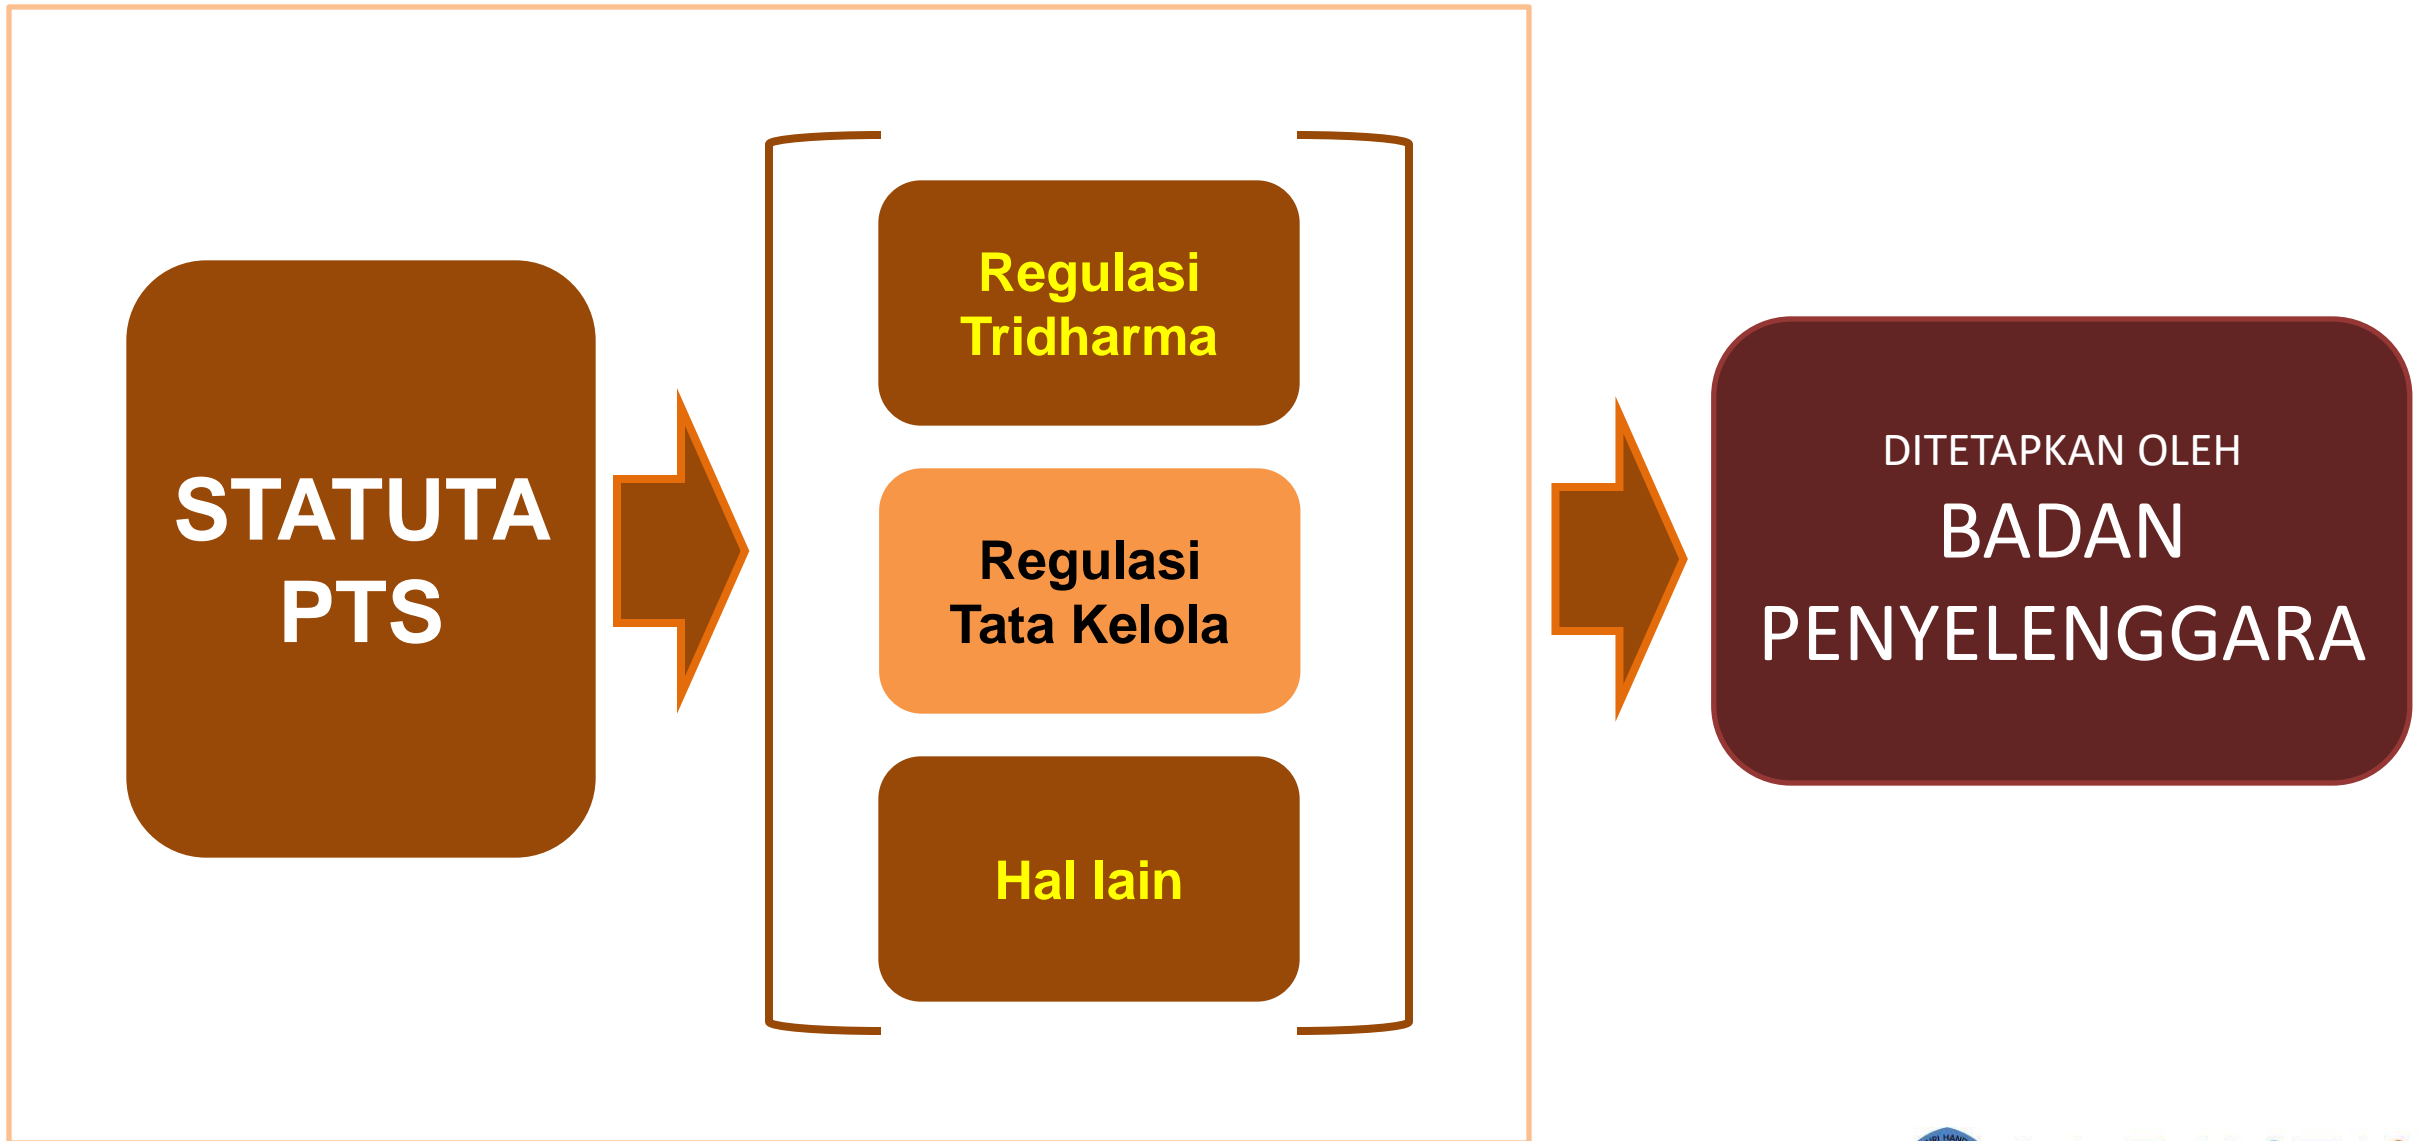 STATUTA
PTS
Regulasi
Tridharma
Regulasi
Tata Kelola
Hal lain
DITETAPKAN OLEH
BADAN
PENYELENGGARA